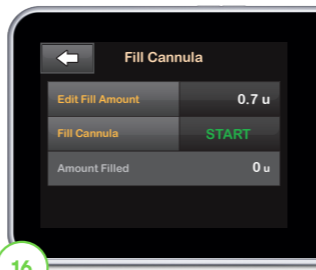 Fill Cannula
Edit Fill Amount 0.7 u
Fill Cannula START
Amount Filled 0 u
16